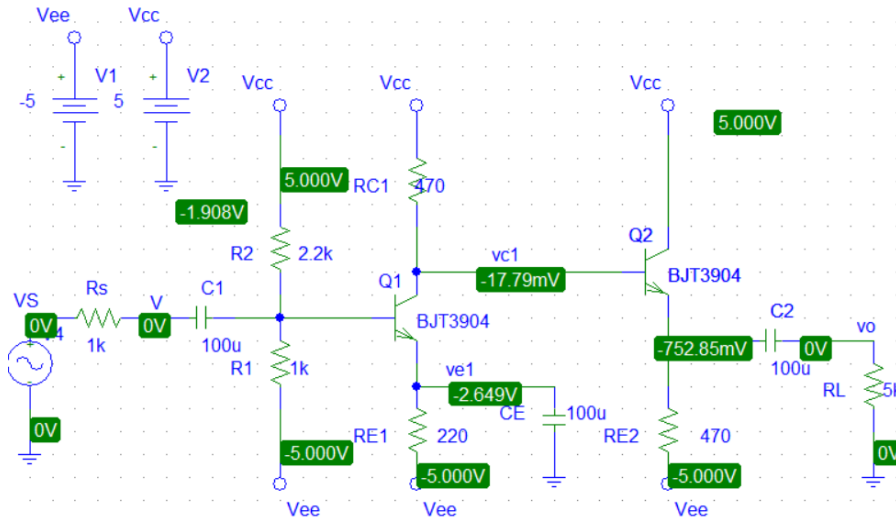 Vee
Vcc
+
V1
+
V2
-5
5
-
-
Vcc
Vcc
Vcc
5.000V
5.000V
RC1
470
-1.908V
R2
2.2k
vc1
-17.79mV
Q2
BJT3904
Q1
VS
Rs
V
C1
0V
0V
BJT3904
C2
vo
1k
100u
-752.85mV
0V
100u
R1
1k
ve1
-2.649V
CE
100u
RL
0V
RE1
220
RE2
470
-5.000V
-5.000V
-5.000V
0V
Vee
Vee
Vee